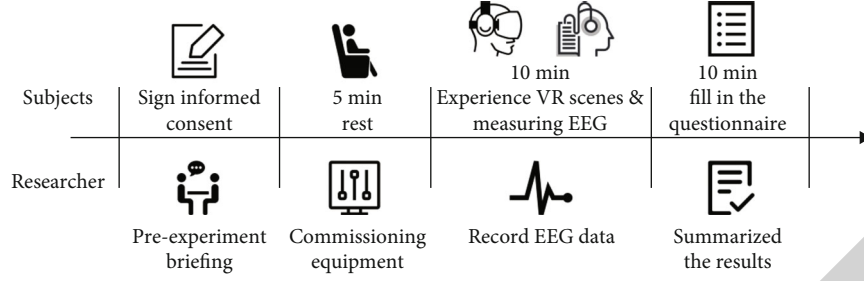 10 min
10 min
Subjects
Sign informed
5 min
Experience VR scenes &
fill in the
consent
rest
measuring EEG
questionnaire
Researcher
Pre-experiment
Commissioning
Record EEG data
Summarized
briefing
equipment
the results